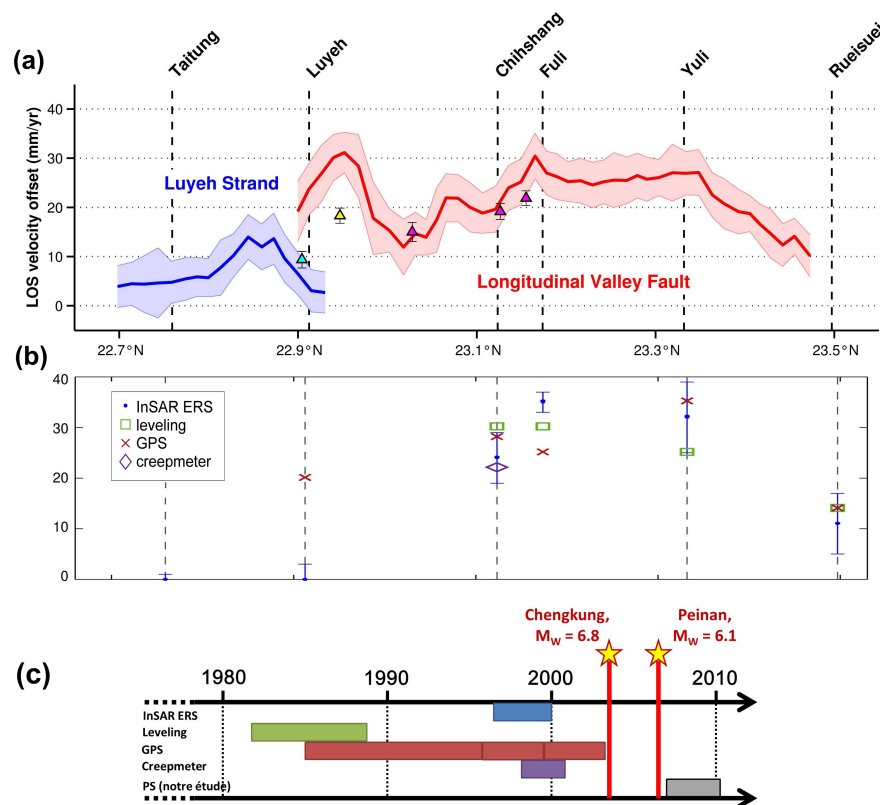 Taitung
Luyeh
Chihshang
Fuli
Yuli
Rueisuei
(a)
LOS velocity offset (mm/yr)
40
30
20
10
0
Luyeh Strand
Longitudinal Valley Fault
22.7°N
22.9°N
23.1°N
23.3°N
23.5°N
(b)
40
30
20
10
0
InSAR ERS
leveling
GPS
creepmeter
Chengkung,
Mw = 6.8
Peinan,
Mw = 6.1
(c)
1980
1990
2000
2010
InSAR ERS
Leveling
GPS
Creepmeter
PS (notre étude)